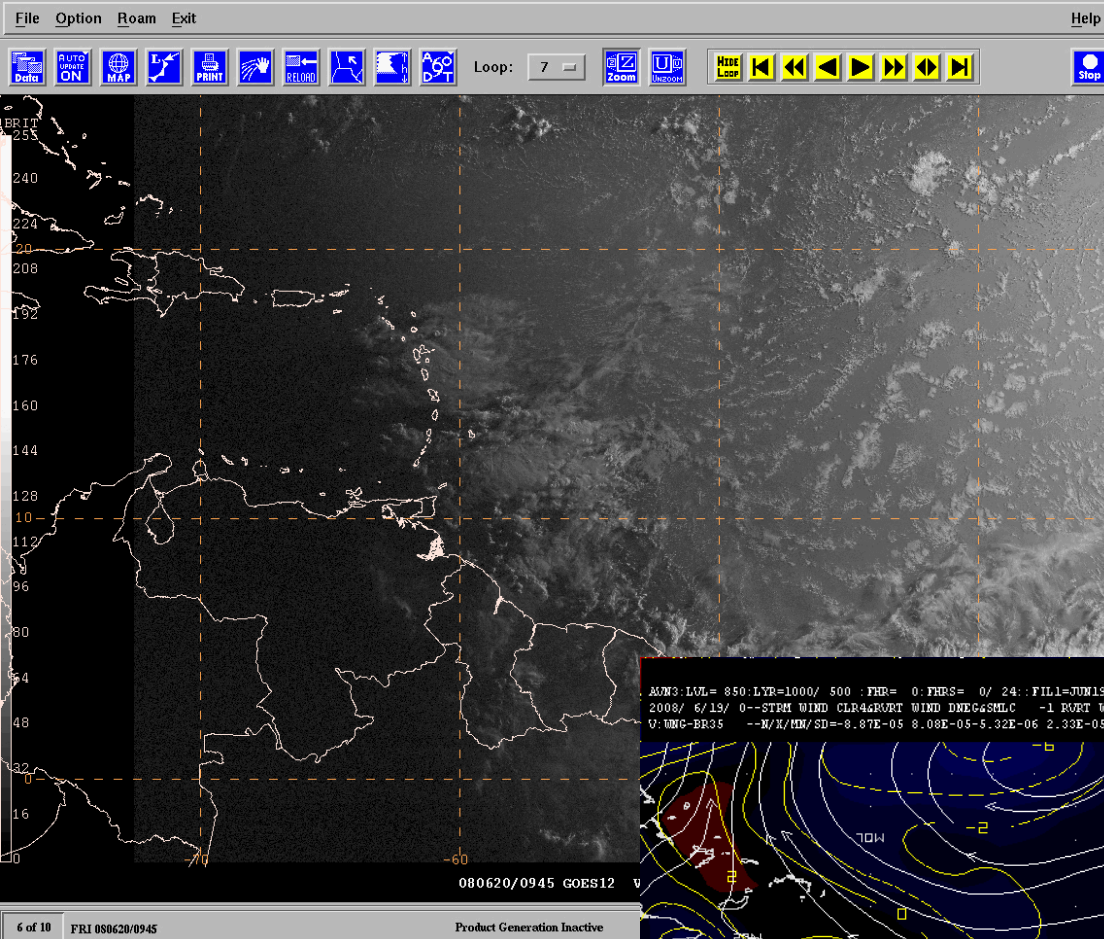 File Option Roam Exit Help
Data AUTO UPDATE ON MAP L PRINT RELOAD Loop: 7 Z Zoom U UNZOOM HIDE LOOP Stop
BRIT
255
240
224
20
208
192
176
160
144
128
10
112
96
80
48
32
0
16
0
-70 -60
080620/0945 GOES12 V
AVN3:LVL= 850:LYR=1000/ 500 :FHR= 0:FHRS= 0/ 24::FIL1=JUN19
2008/ 6/19/ 0--STRM WIND CLR4&RVRT WIND DNEG&SMLC -1 RVRT W
V:WNG-BR35 --N/X/MN/SD=-8.87E-05 8.08E-05-5.32E-06 2.33E-05
-6
-2
70W
2
0
6 of 10 FRI 080620/0945 Product Generation Inactive